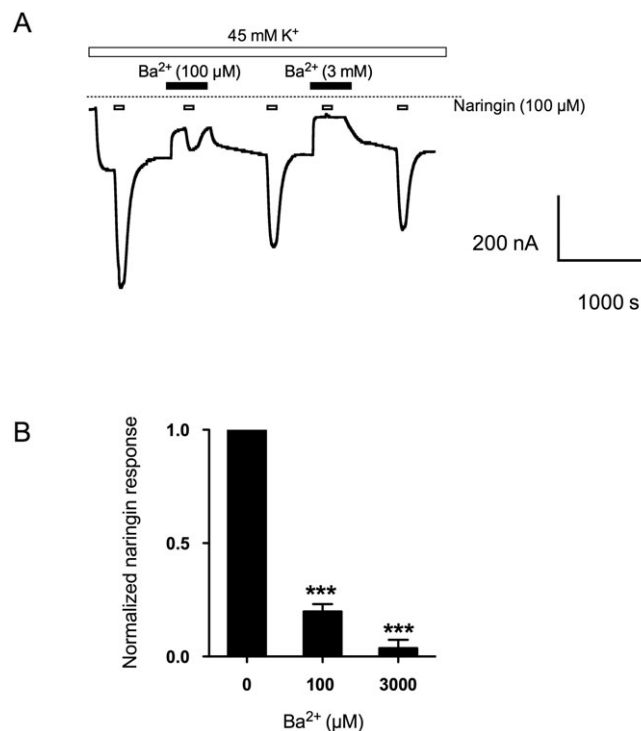 A
45 mM K⁺
Ba²⁺ (100 µM) Ba²⁺ (3 mM)
Naringin (100 µM)
200 nA
1000 s
B
Normalized naringin response
1.0
0.5
0.0
*** ***
0 100 3000
Ba²⁺ (µM)